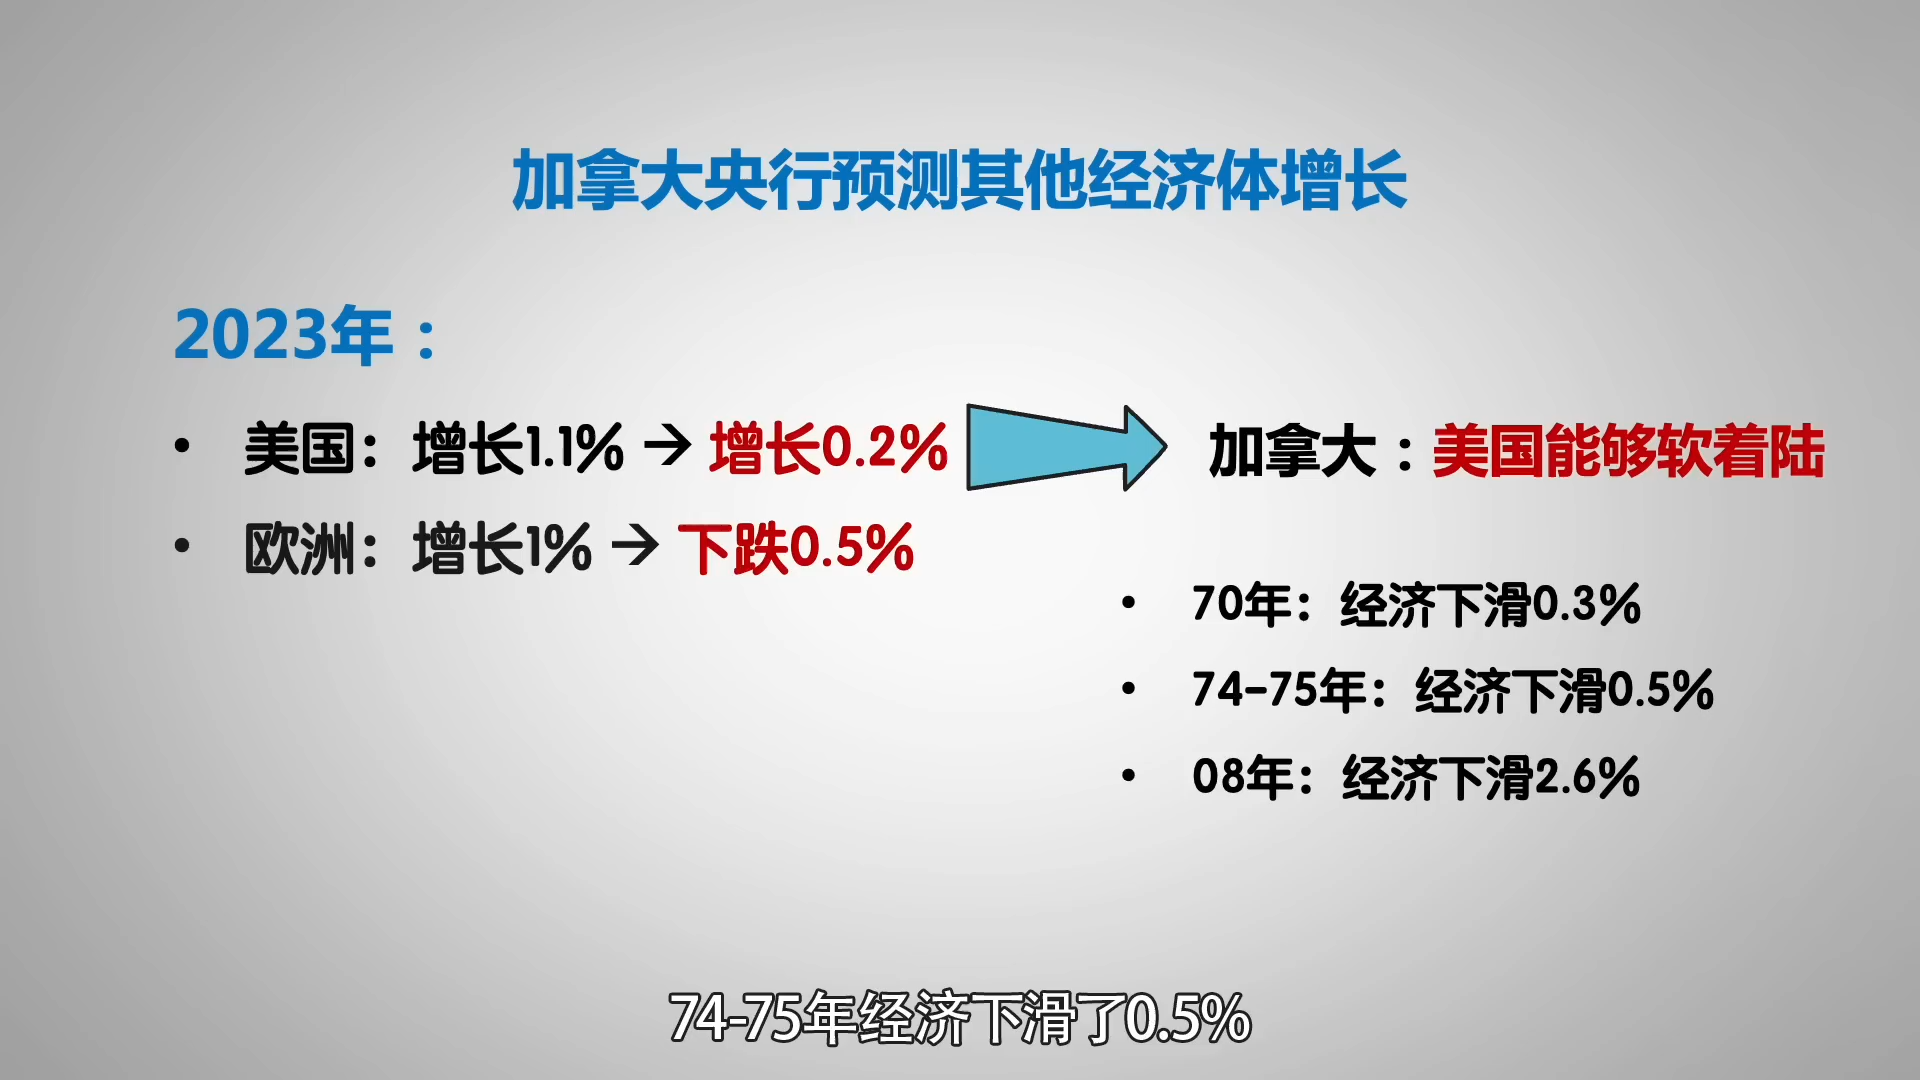 加拿大央行预测其他经济体增长
2023年：
• 美国：增长1.1% → 增长0.2%
加拿大：美国能够软着陆
• 欧洲：增长1% → 下跌0.5%
• 70年：经济下滑0.3%
• 74-75年：经济下滑0.5%
• 08年：经济下滑2.6%
74-75年经济下滑了0.5%